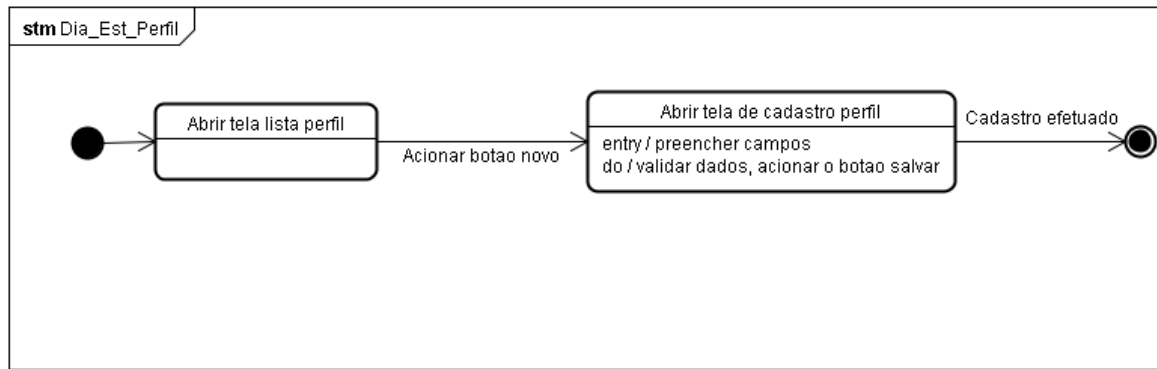 stm Dia_Est_Perfil
Abrir tela lista perfil
Acionar botao novo
Abrir tela de cadastro perfil
entry / preencher campos
do / validar dados, acionar o botao salvar
Cadastro efetuado